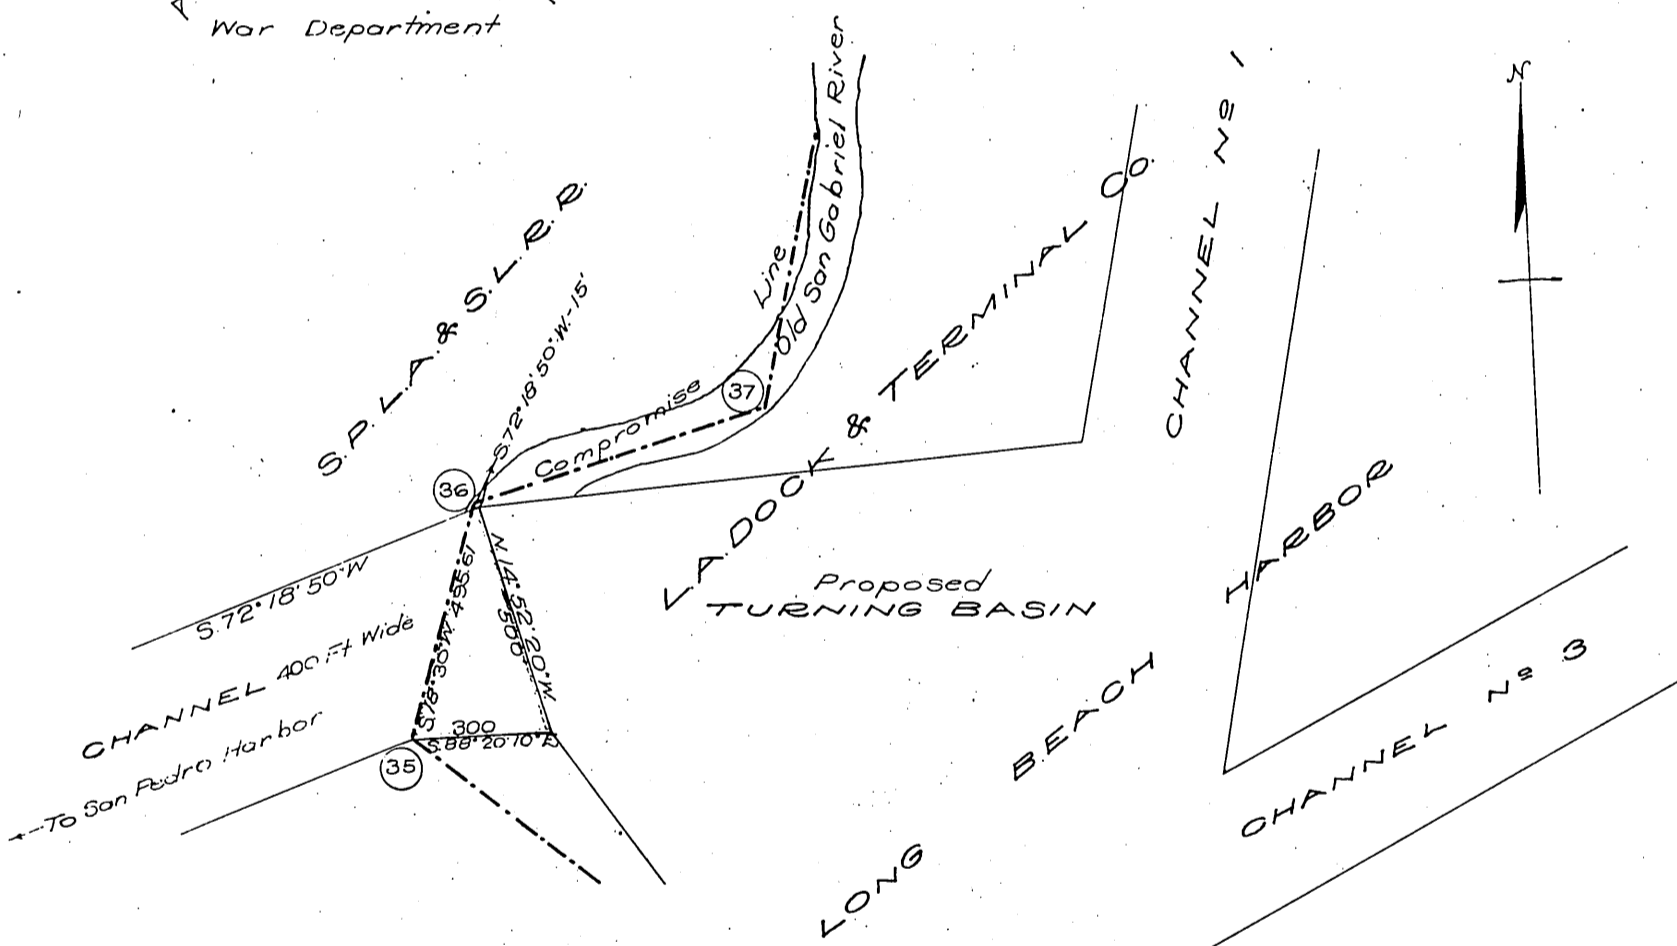 War Department
N
S.P. L.A. & S.L. R.R.
S.72°18'50"W.-15'
Line
Old San Gabriel River
Compromise
37
36
L.A. DOCK & TERMINAL Co.
CHANNEL Nº 1
S.72°18'50"W
CHANNEL 400 Ft Wide
←--To San Pedro Harbor
N.14°52'20"W.
500
300
S.88°20'10"E
35
Proposed
TURNING BASIN
LONG BEACH HARBOR
CHANNEL Nº 3